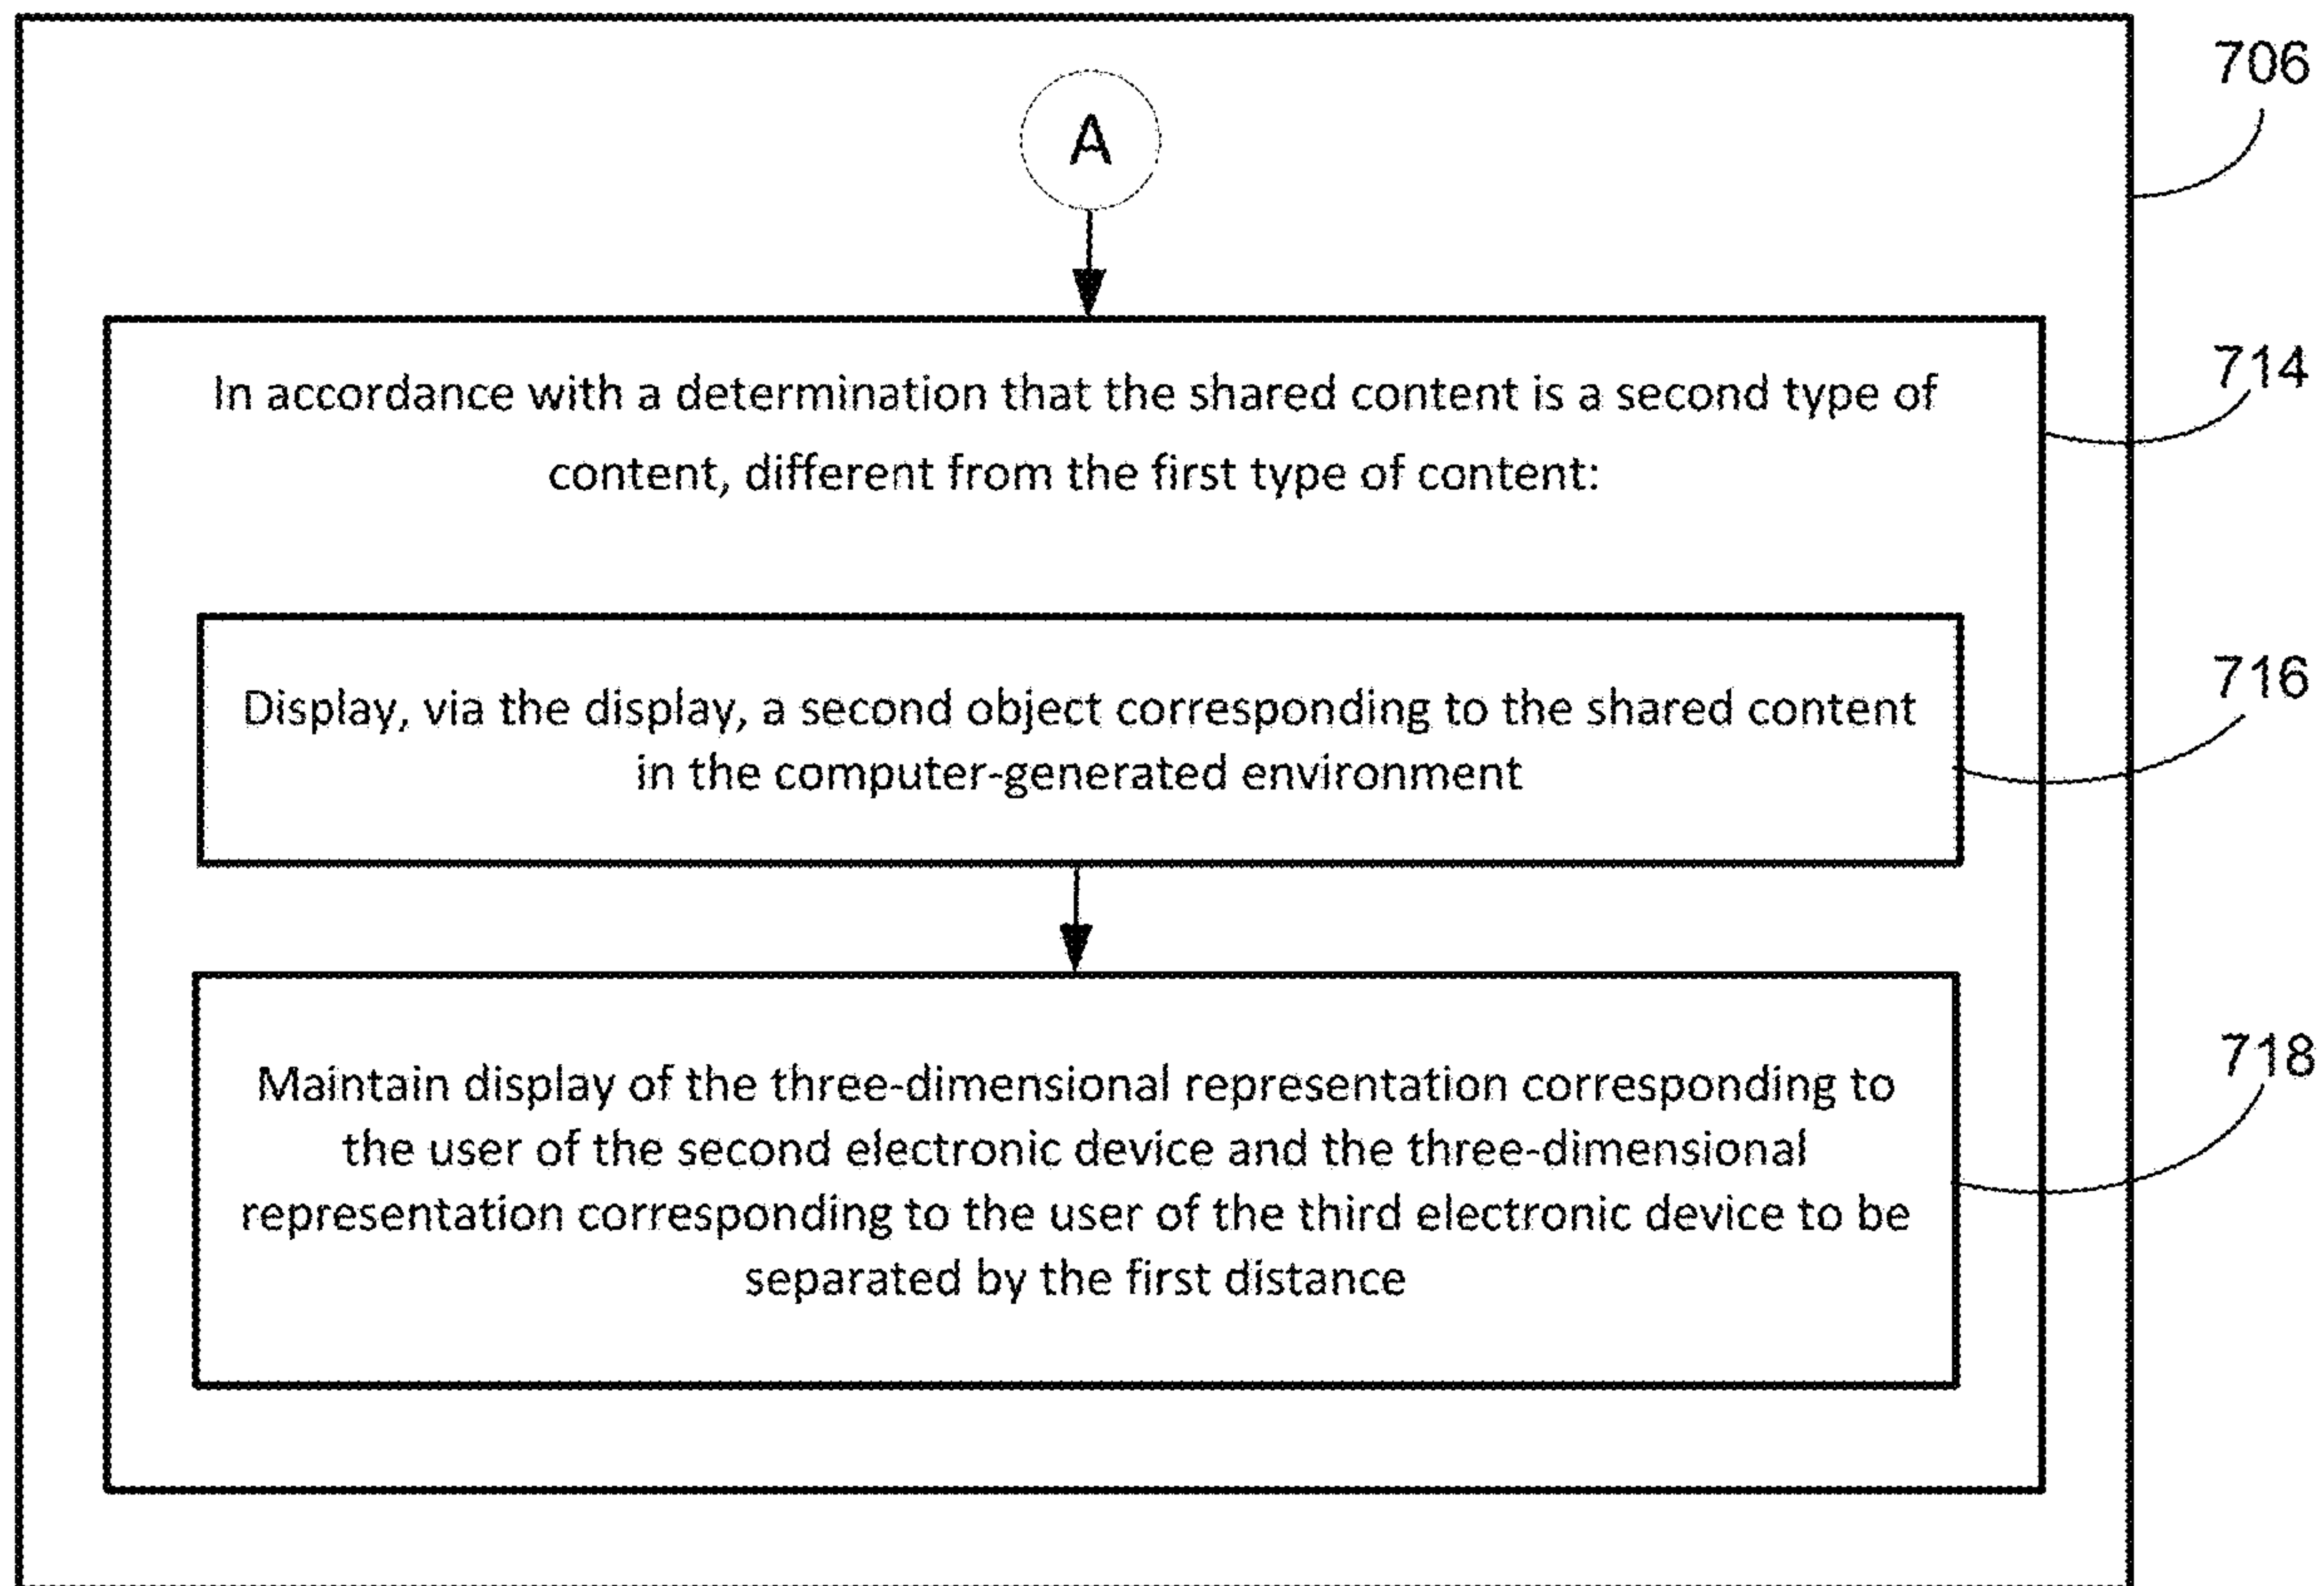 706
A
714
In accordance with a determination that the shared content is a second type of
content, different from the first type of content:
716
Display, via the display, a second object corresponding to the shared content
in the computer-generated environment
718
Maintain display of the three-dimensional representation corresponding to
the user of the second electronic device and the three-dimensional
representation corresponding to the user of the third electronic device to be
separated by the first distance